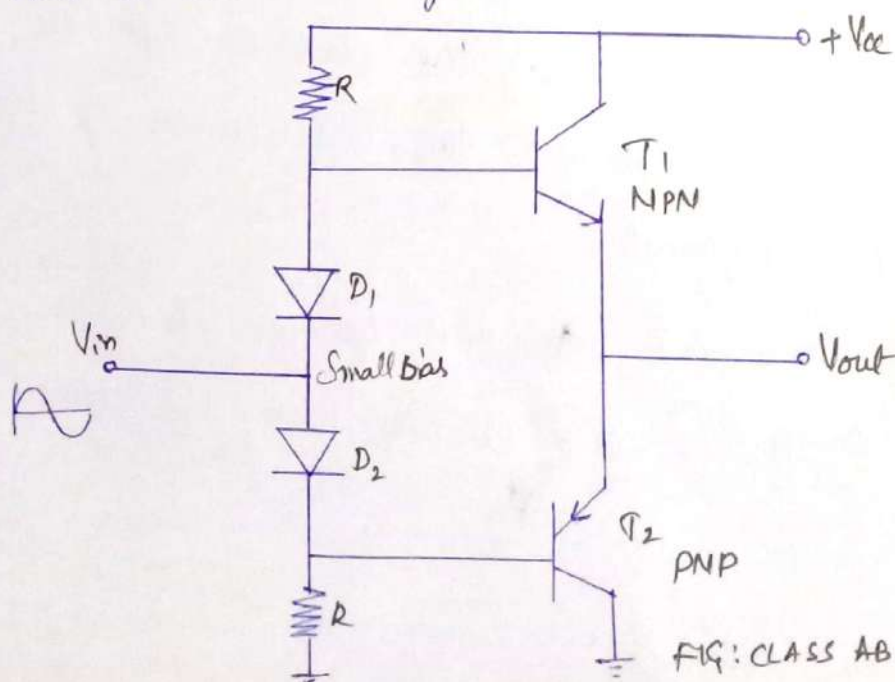 +Vcc
R
T1
NPN
D1
Vin
Small Bias
Vout
D2
T2
PNP
R
FIG: CLASS AB